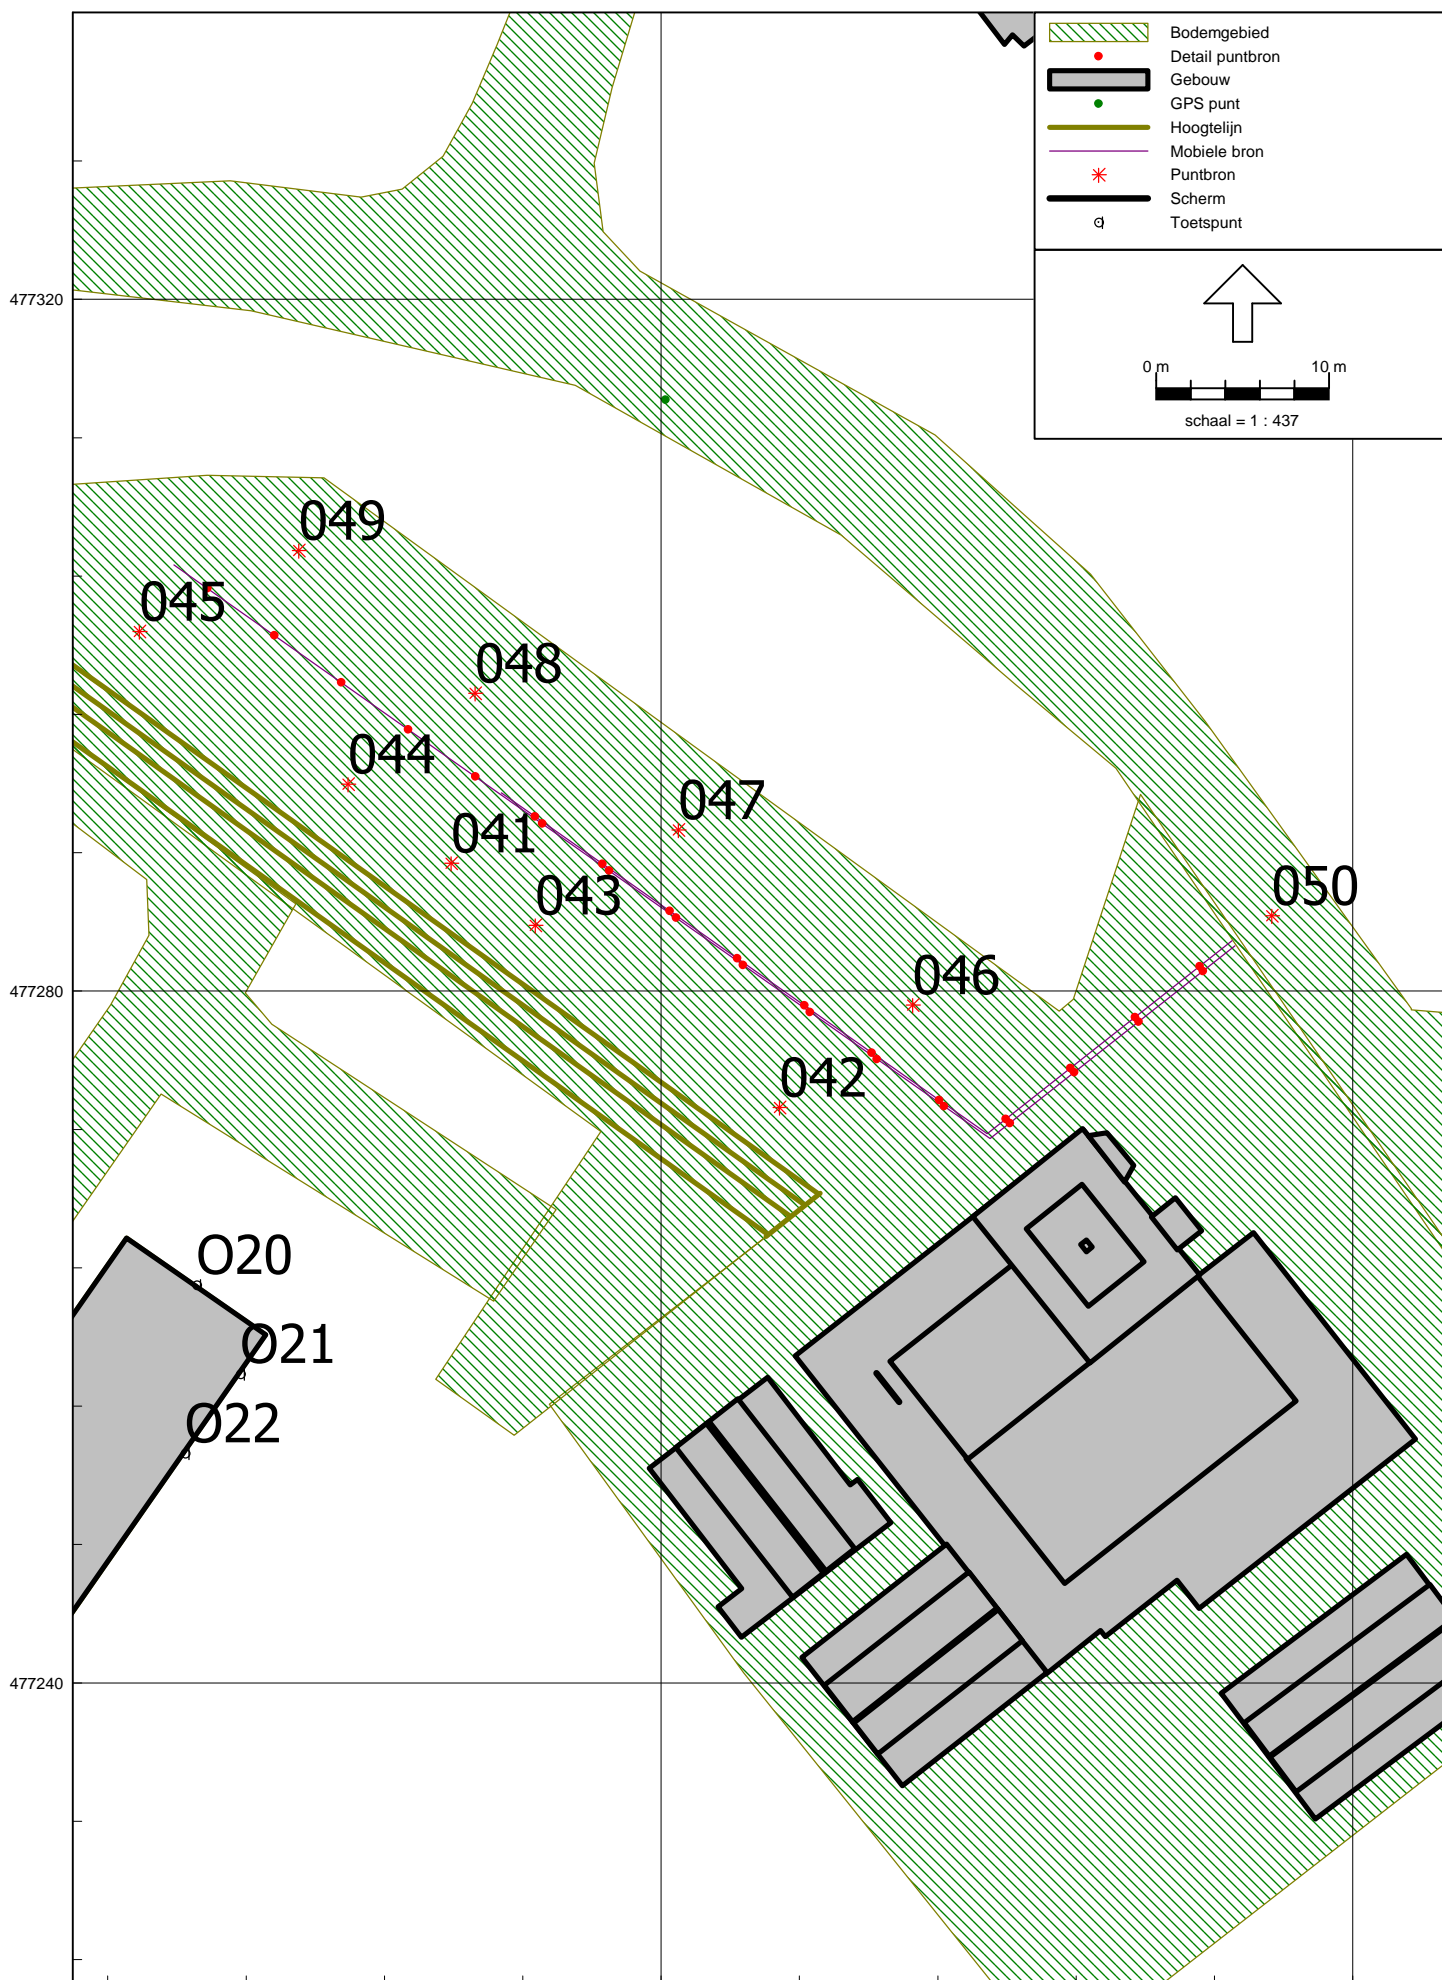 Bodemgebied
Detail puntbron
Gebouw
GPS punt
Hoogtelijn
Mobiele bron
Puntbron
Scherm
Toetspunt
477320
0 m 10 m
schaal = 1 : 437
049
045
048
044
047
041
043
050
046
477280
042
O20
O21
O22
477240